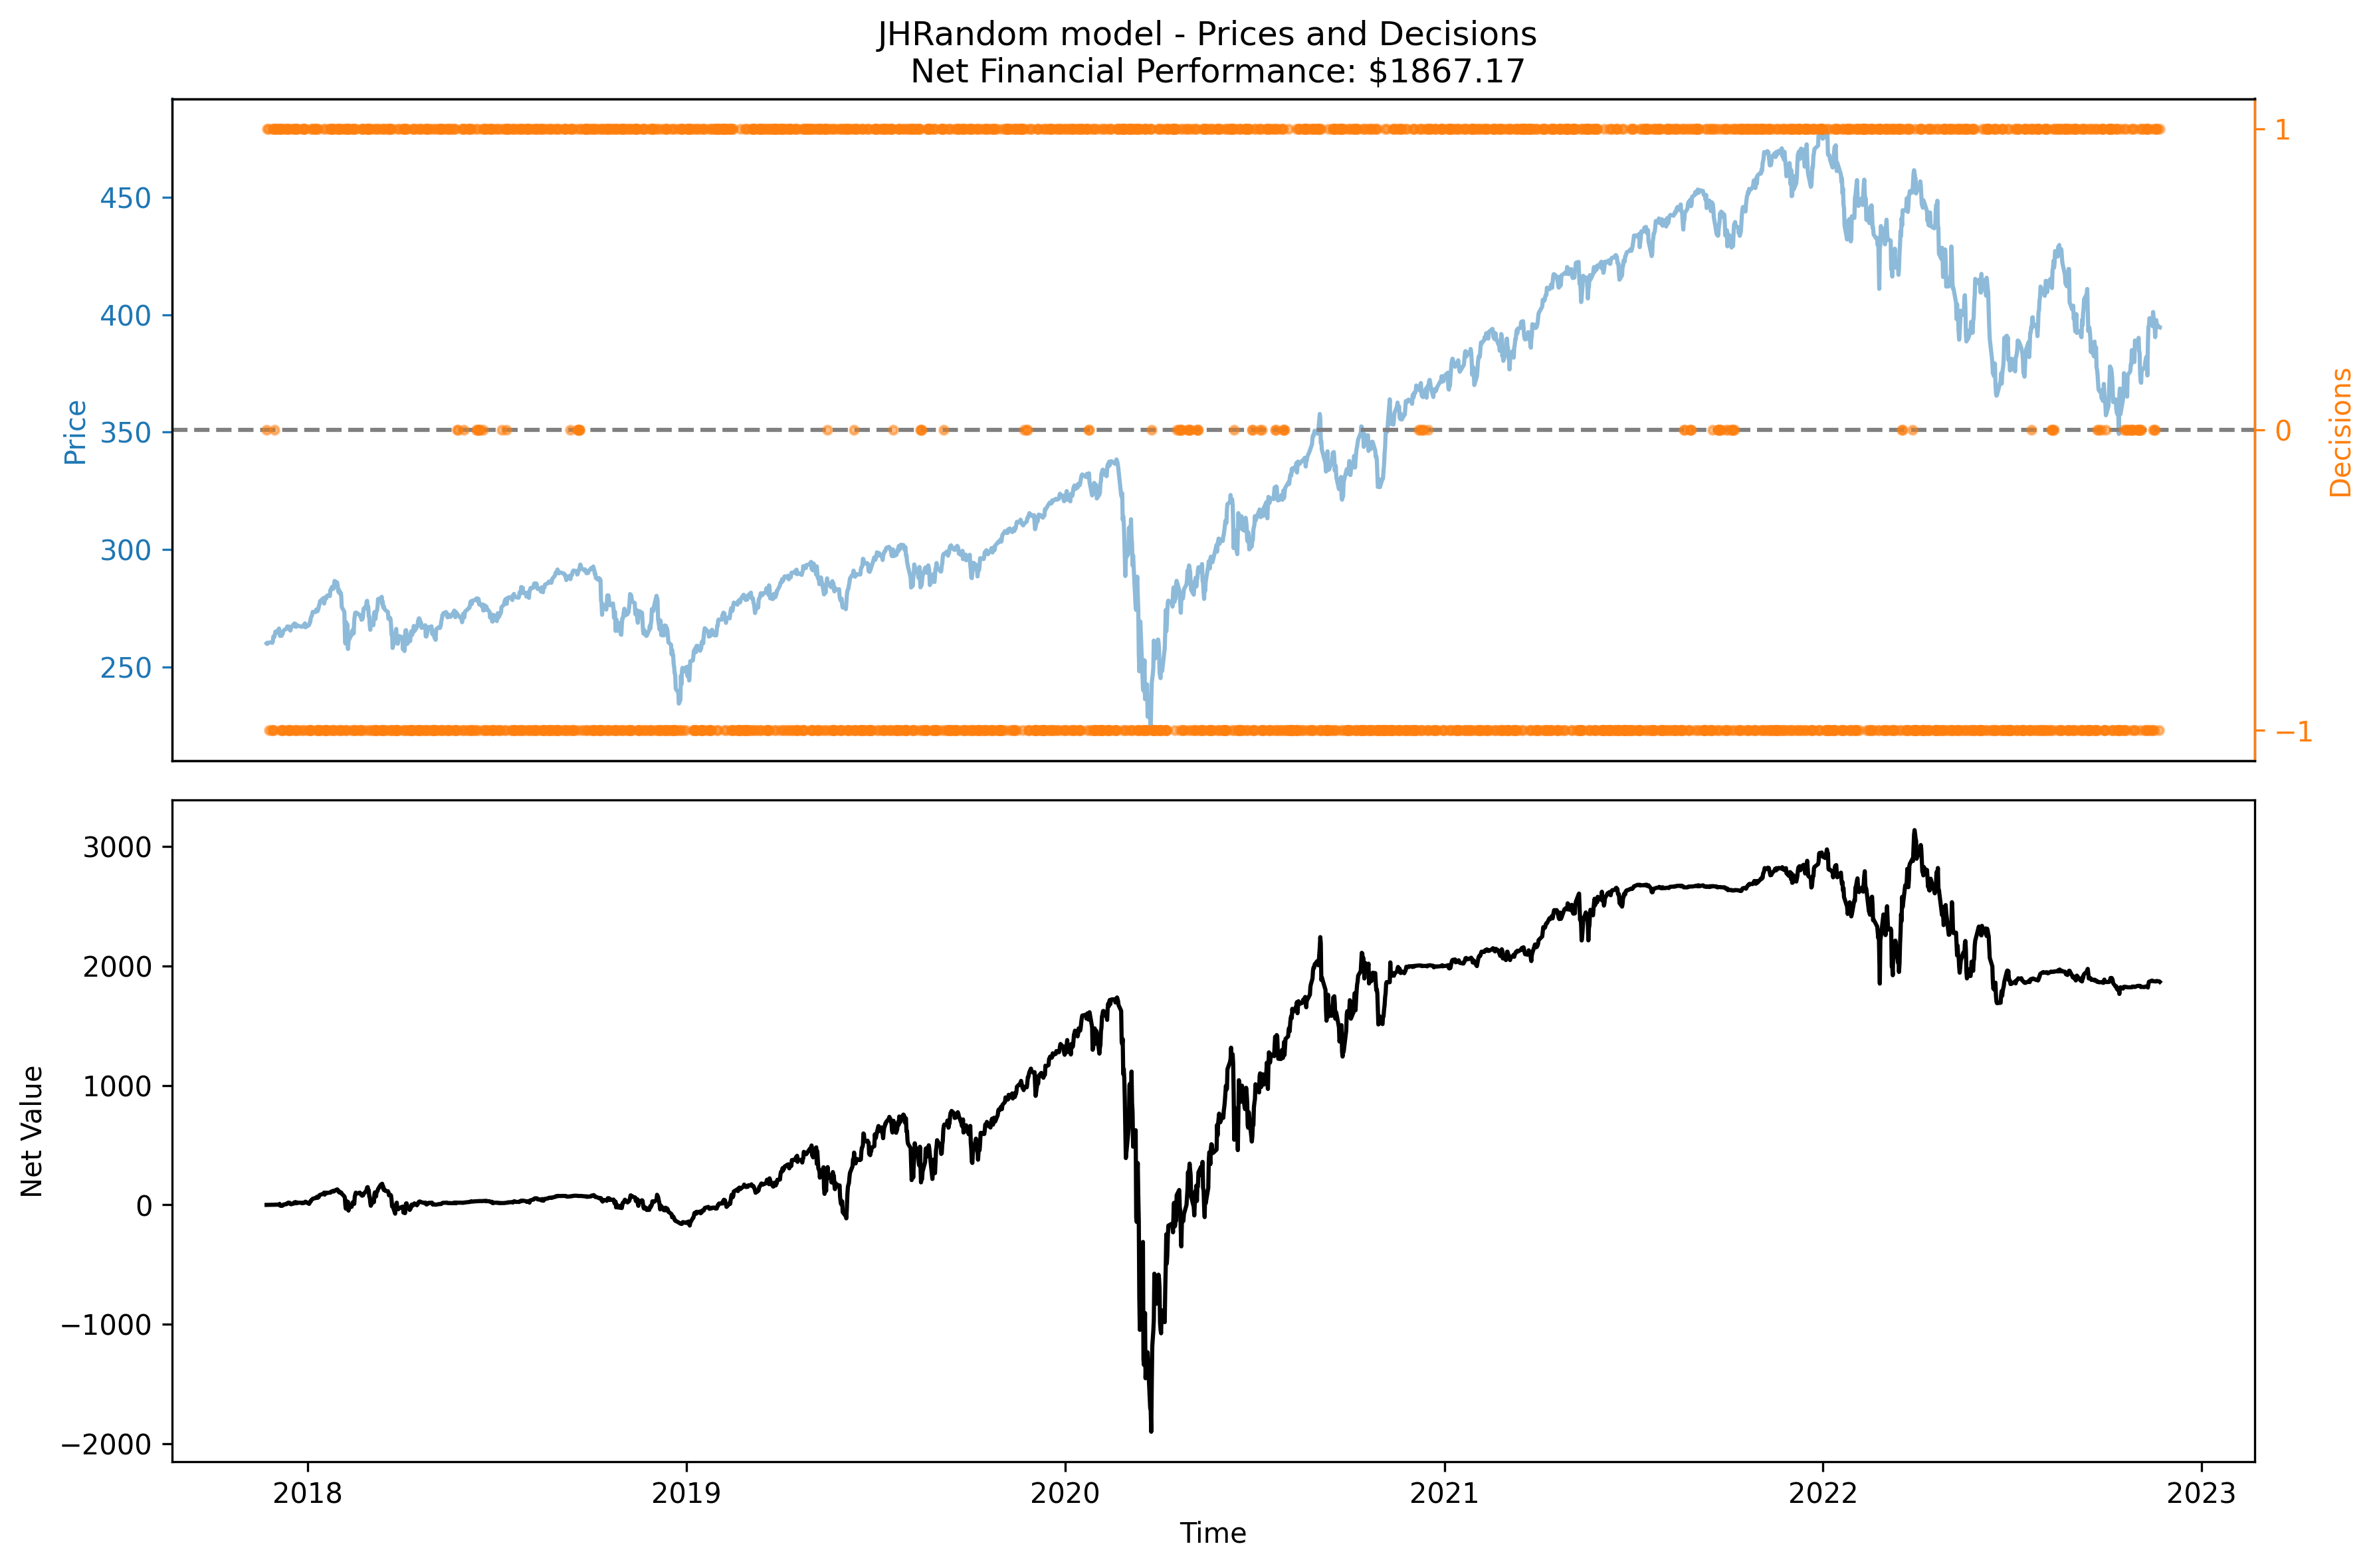 JHRandom model - Prices and Decisions
Net Financial Performance: $1867.17
450
400
350
300
250
Price
1
0
−1
Decisions
3000
2000
1000
0
−1000
−2000
Net Value
2018 2019 2020 2021 2022 2023
Time